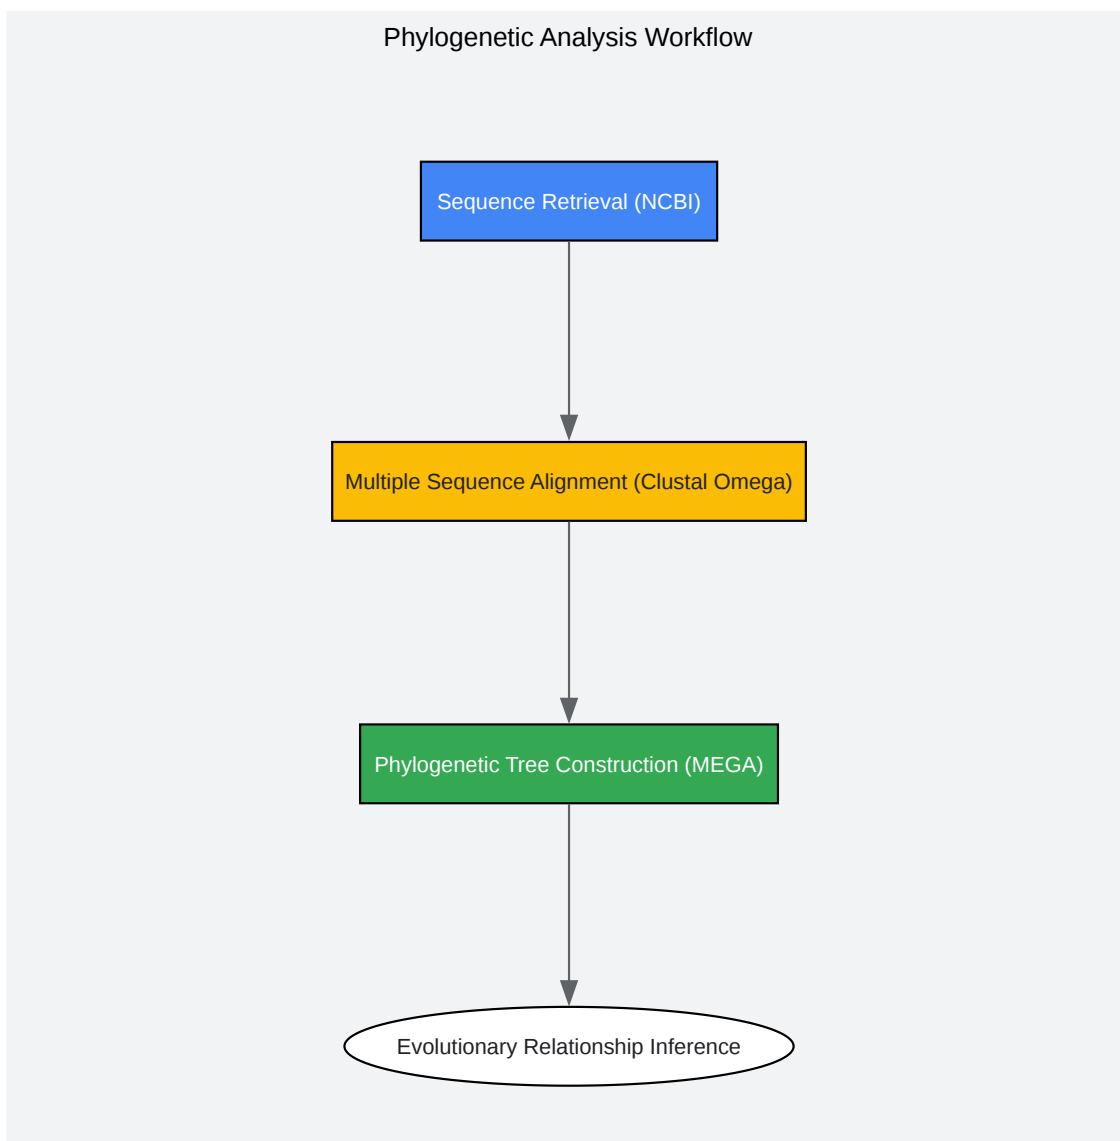 Phylogenetic Analysis Workflow
Sequence Retrieval (NCBI)
Multiple Sequence Alignment (Clustal Omega)
Phylogenetic Tree Construction (MEGA)
Evolutionary Relationship Inference